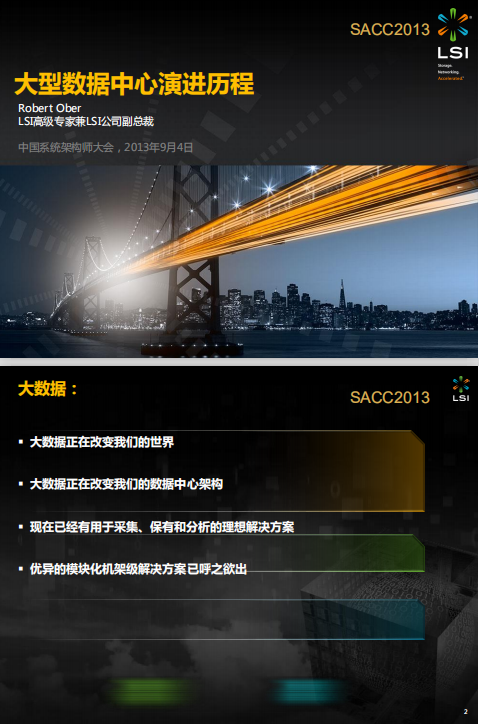 SACC2013
LSI
Storage.
Networking.
Accelerated.
大型数据中心演进历程
Robert Ober
LSI高级专家兼LSI公司副总裁
中国系统架构师大会，2013年9月4日
大数据：
SACC2013
LSI
▪ 大数据正在改变我们的世界
▪ 大数据正在改变我们的数据中心架构
▪ 现在已经有用于采集、保有和分析的理想解决方案
▪ 优异的模块化机架级解决方案已呼之欲出
2